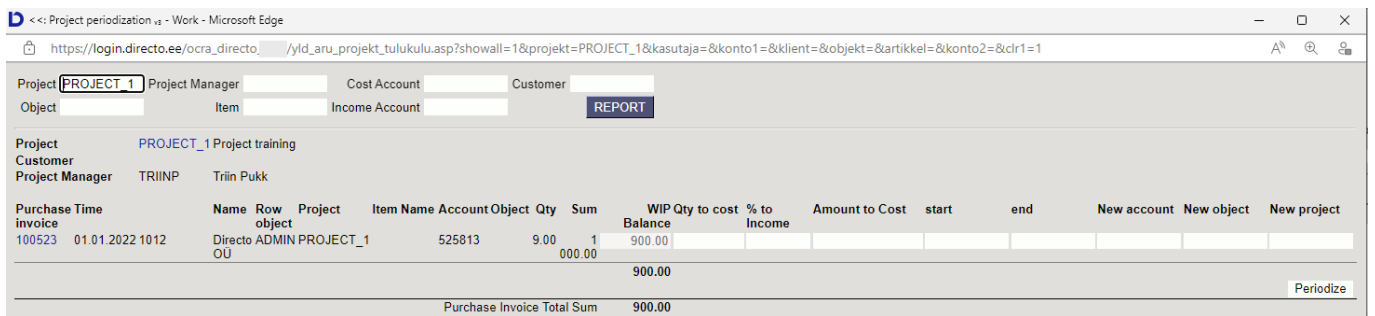 <<: Project periodization v3 - Work - Microsoft Edge
https://login.directo.ee/ocra_directo_ /yld_aru_projekt_tulukulu.asp?showall=1&projekt=PROJECT_1&kasutaja=&konto1=&klient=&objekt=&artikkel=&konto2=&clr1=1
Project PROJECT_1 Project Manager Cost Account Customer
Object Item Income Account REPORT
Project PROJECT_1 Project training
Customer
Project Manager TRIINP Triin Pukk
Purchase Time Name Row Project Item Name Account Object Qty Sum WIP Qty to cost % to Amount to Cost start end New account New object New project
invoice object Balance Income
100523 01.01.2022 1012 Directo ADMIN PROJECT_1 525813 9.00 1 900.00
OÜ 000.00
900.00
Periodize
Purchase Invoice Total Sum 900.00